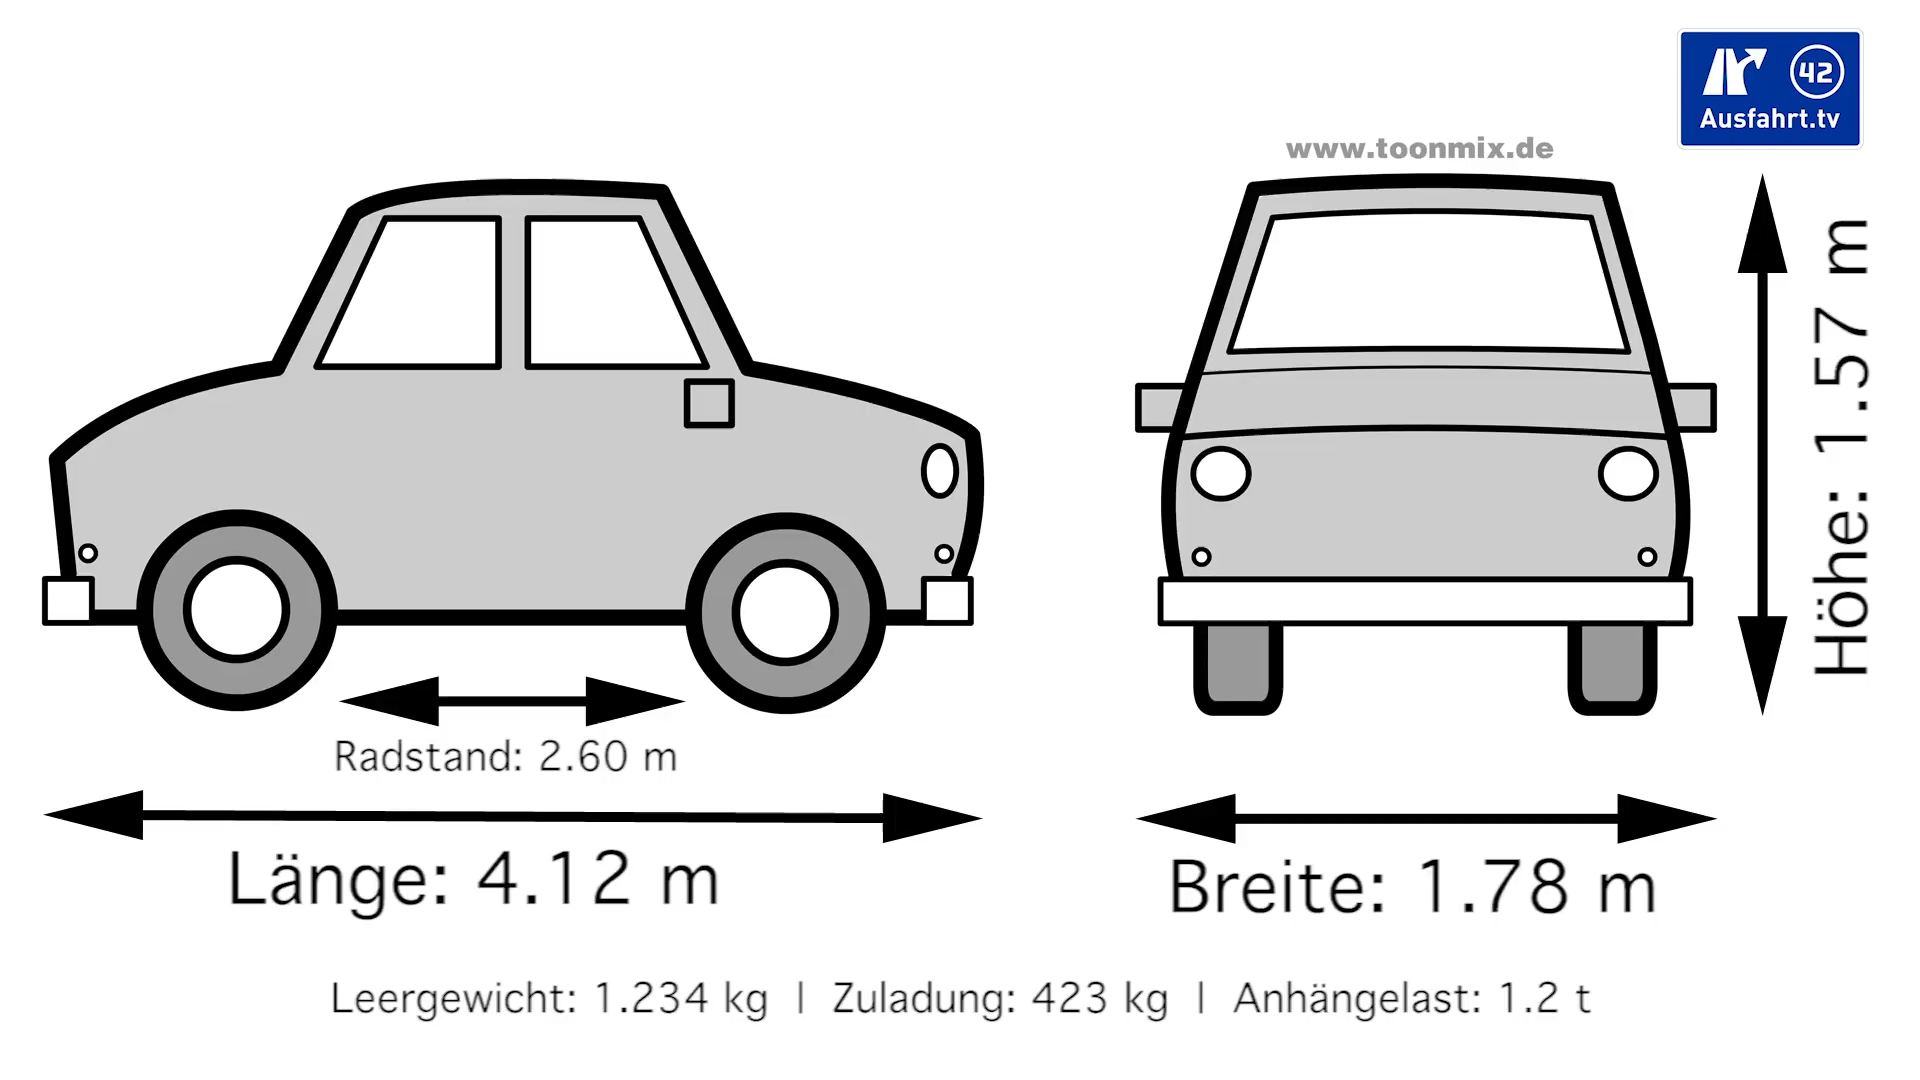 42
Ausfahrt.tv
www.toonmix.de
Höhe: 1.57 m
Radstand: 2.60 m
Länge: 4.12 m
Breite: 1.78 m
Leergewicht: 1.234 kg | Zuladung: 423 kg | Anhängelast: 1.2 t